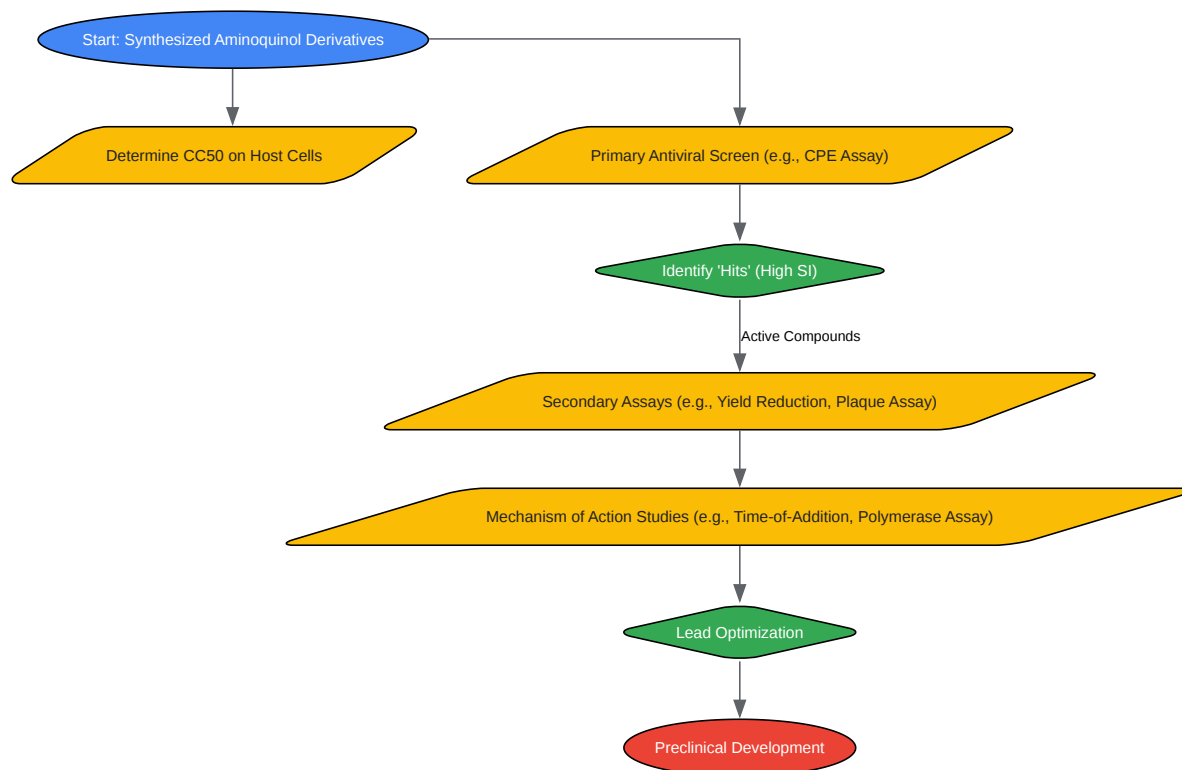 Start: Synthesized Aminoquinol Derivatives
Determine CC50 on Host Cells
Primary Antiviral Screen (e.g., CPE Assay)
Identify 'Hits' (High SI)
Active Compounds
Secondary Assays (e.g., Yield Reduction, Plaque Assay)
Mechanism of Action Studies (e.g., Time-of-Addition, Polymerase Assay)
Lead Optimization
Preclinical Development